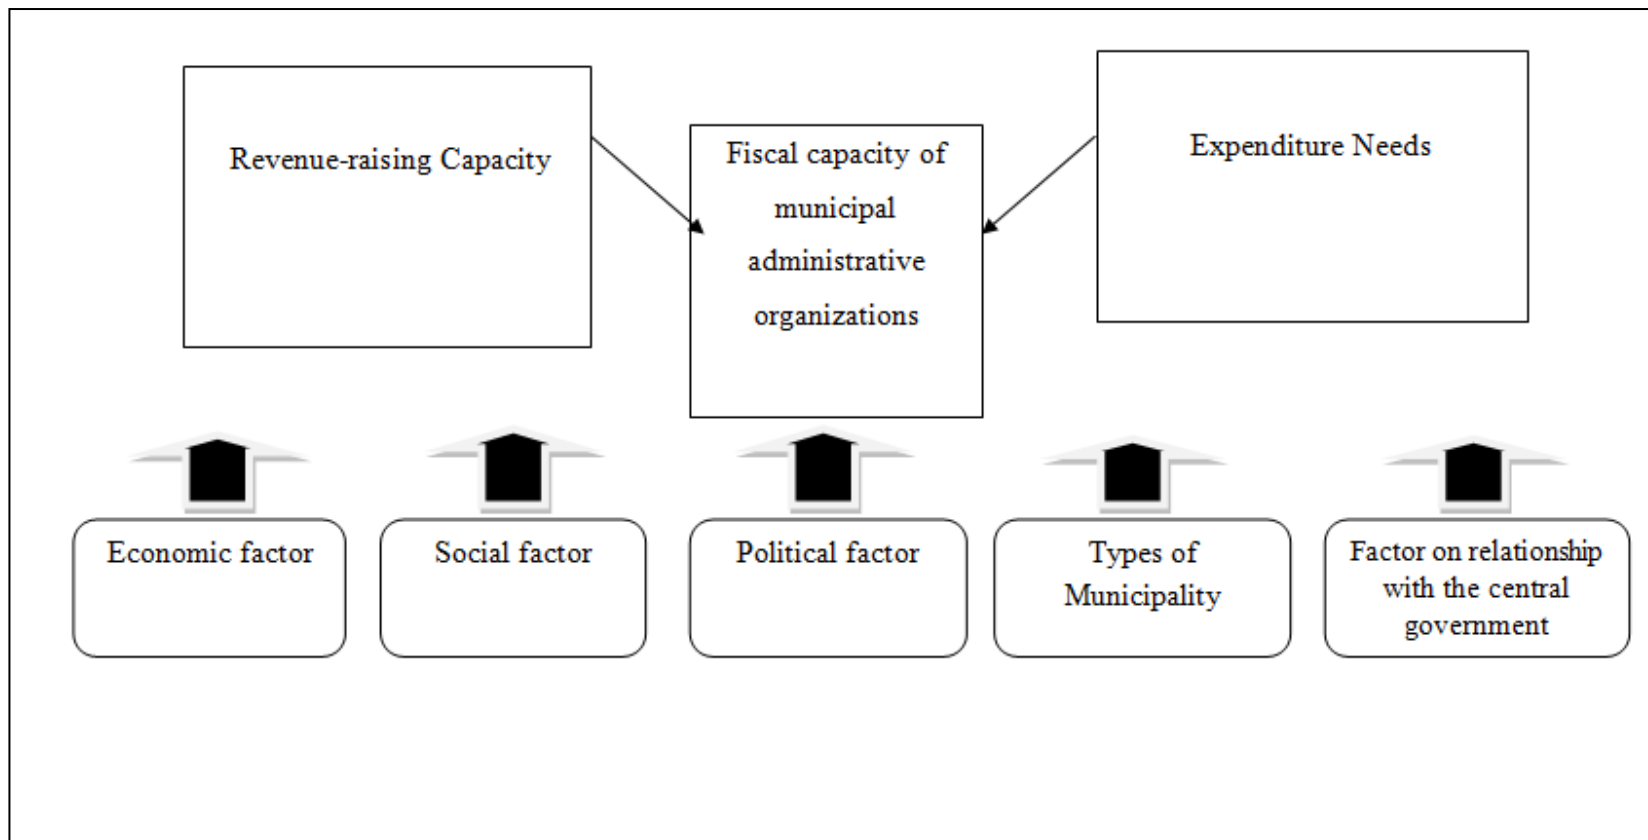 Revenue-raising Capacity
Fiscal capacity of
municipal
administrative
organizations
Expenditure Needs
Economic factor
Social factor
Political factor
Types of
Municipality
Factor on relationship
with the central
government